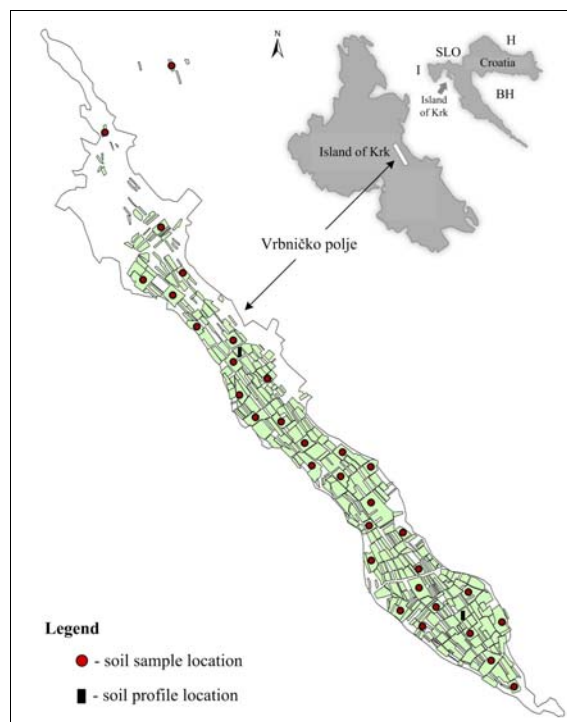 N
H
SLO
Croatia
I
BH
Island
of Krk
Island of Krk
Vrbničko polje
Legend
- soil sample location
- soil profile location